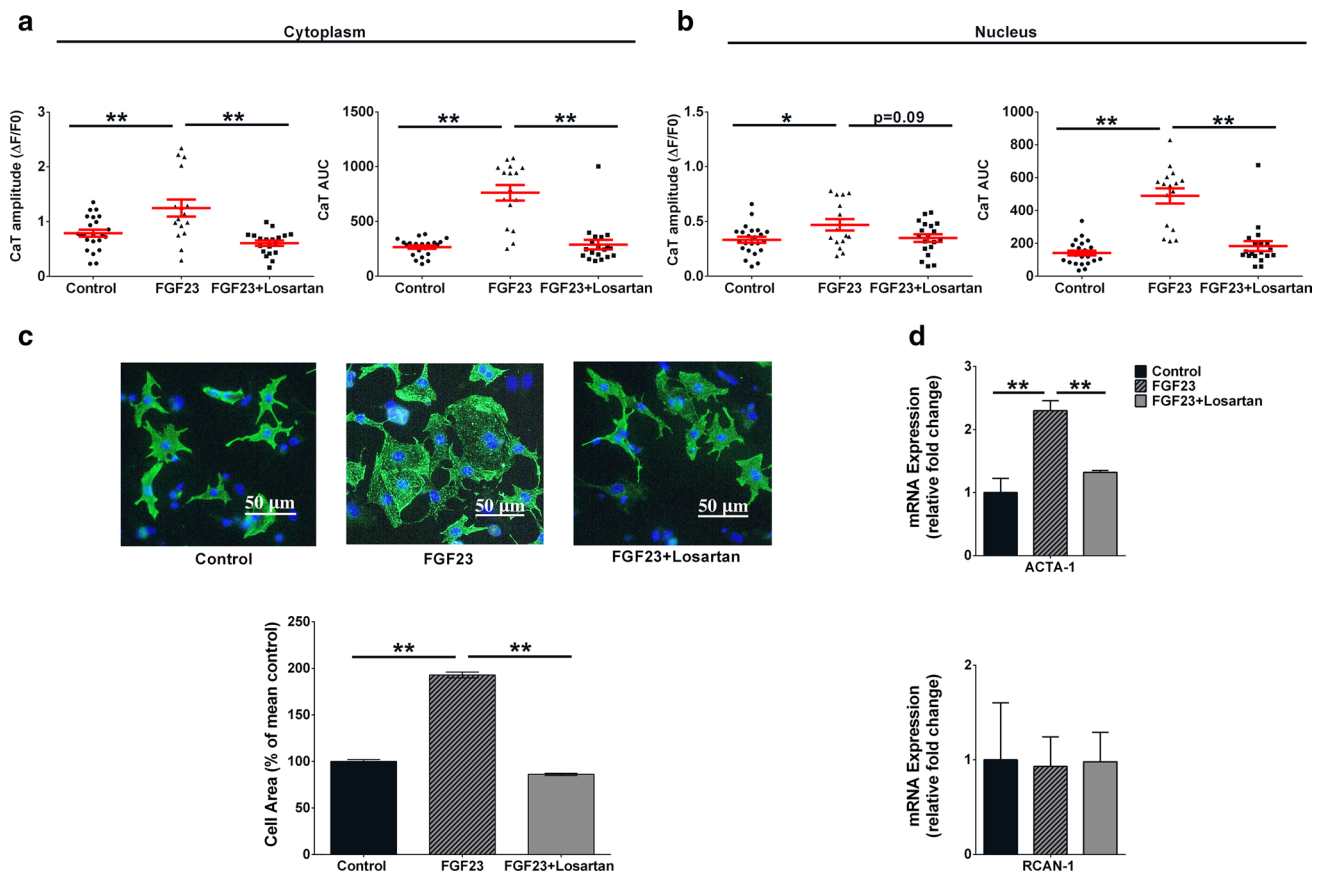 a
Cytoplasm
CaT amplitude (ΔF/F0)
3
2
1
0
**
**
Control
FGF23
FGF23+Losartan
CaT AUC
1500
1000
500
0
**
**
Control
FGF23
FGF23+Losartan
b
Nucleus
CaT amplitude (ΔF/F0)
1.5
1.0
0.5
0.0
*
p=0.09
Control
FGF23
FGF23+Losartan
CaT AUC
1000
800
600
400
200
0
**
**
Control
FGF23
FGF23+Losartan
c
50 μm
50 μm
50 μm
Control
FGF23
FGF23+Losartan
Cell Area (% of mean control)
250
200
150
100
50
0
**
**
Control
FGF23
FGF23+Losartan
d
mRNA Expression
(relative fold change)
3
2
1
0
**
**
ACTA-1
Control
FGF23
FGF23+Losartan
mRNA Expression
(relative fold change)
2
1
0
RCAN-1